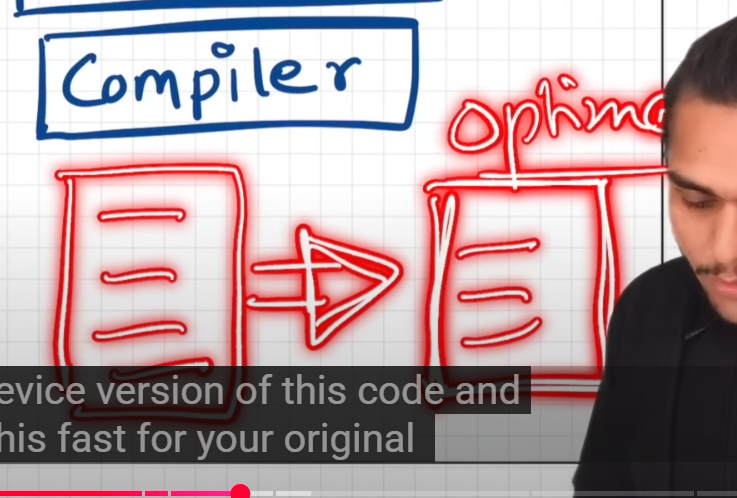 Compiler
evice version of this code and
his fast for your original